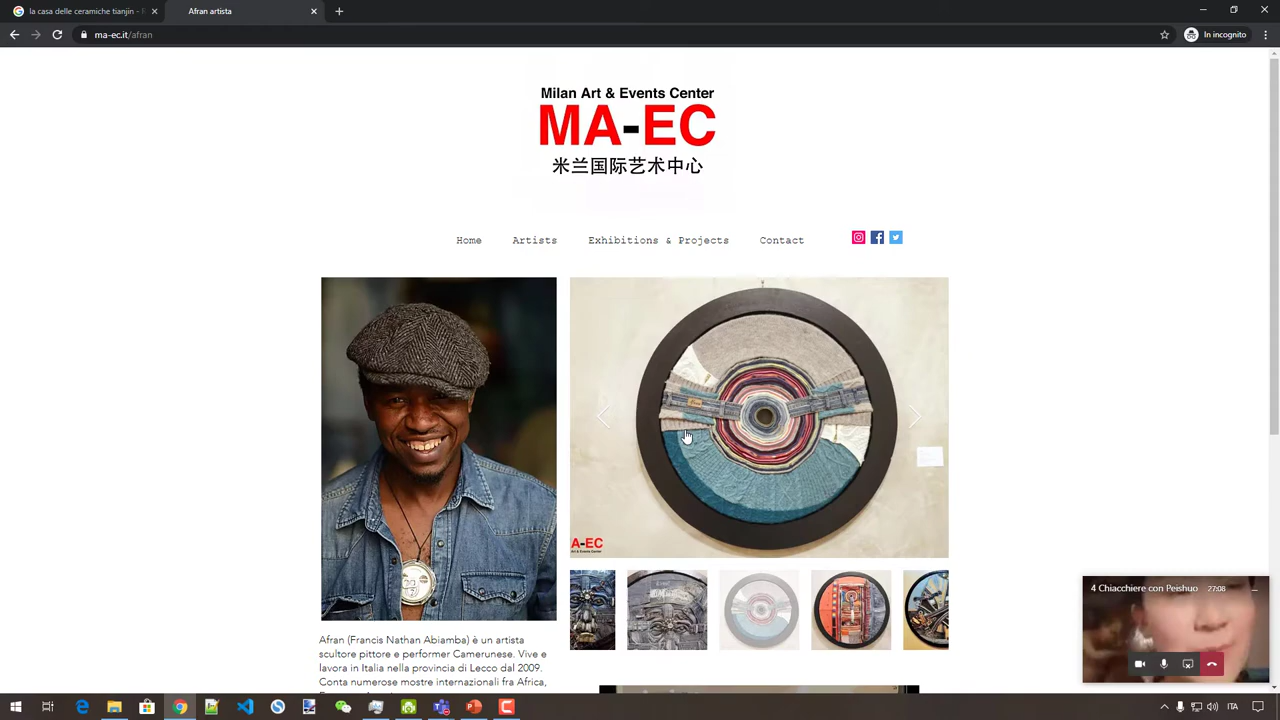 la casa delle ceramiche tianjin -
Afran artista
ma-ec.it/afran
In incognito
Milan Art & Events Center
MA-EC
米兰国际艺术中心
Home
Artists
Exhibitions & Projects
Contact
A-EC
Art & Events Center
4 Chiacchiere con Peishuo
27:08
Afran (Francis Nathan Abiamba) è un artista
scultore pittore e performer Camerunese. Vive e
lavora in Italia nella provincia di Lecco dal 2009.
Conta numerose mostre internazionali fra Africa,
ITA